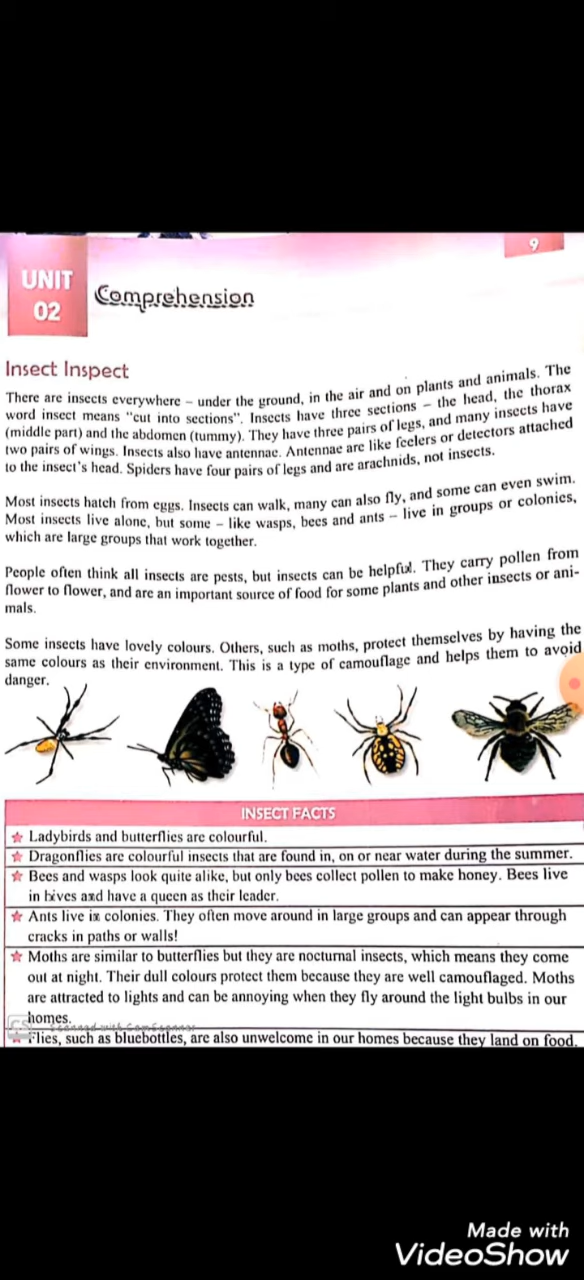 9
UNIT
02
Comprehension
Insect Inspect
There are insects everywhere – under the ground, in the air and on plants and animals. The
word insect means "cut into sections". Insects have three sections – the head, the thorax
(middle part) and the abdomen (tummy). They have three pairs of legs, and many insects have
two pairs of wings. Insects also have antennae. Antennae are like feelers or detectors attached
to the insect's head. Spiders have four pairs of legs and are arachnids, not insects.
Most insects hatch from eggs. Insects can walk, many can also fly, and some can even swim.
Most insects live alone, but some – like wasps, bees and ants – live in groups or colonies,
which are large groups that work together.
People often think all insects are pests, but insects can be helpful. They carry pollen from
flower to flower, and are an important source of food for some plants and other insects or ani-
mals.
Some insects have lovely colours. Others, such as moths, protect themselves by having the
same colours as their environment. This is a type of camouflage and helps them to avoid
danger.
INSECT FACTS
Ladybirds and butterflies are colourful.
Dragonflies are colourful insects that are found in, on or near water during the summer.
Bees and wasps look quite alike, but only bees collect pollen to make honey. Bees live
in hives and have a queen as their leader.
Ants live in colonies. They often move around in large groups and can appear through
cracks in paths or walls!
Moths are similar to butterflies but they are nocturnal insects, which means they come
out at night. Their dull colours protect them because they are well camouflaged. Moths
are attracted to lights and can be annoying when they fly around the light bulbs in our
homes.
CS Scanned with CamScanner
Flies, such as bluebottles, are also unwelcome in our homes because they land on food.
Made with
VideoShow